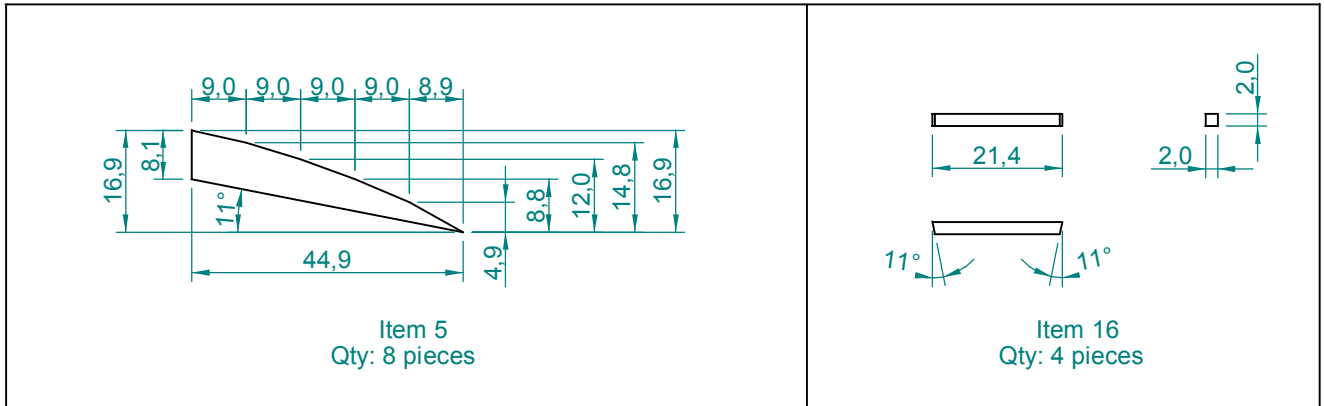 9,0 9,0 9,0 9,0 8,9
16,9 8,1 11° 4,9 8,8 12,0 14,8 16,9
44,9
Item 5
Qty: 8 pieces
2,0
21,4 2,0
11° 11°
Item 16
Qty: 4 pieces